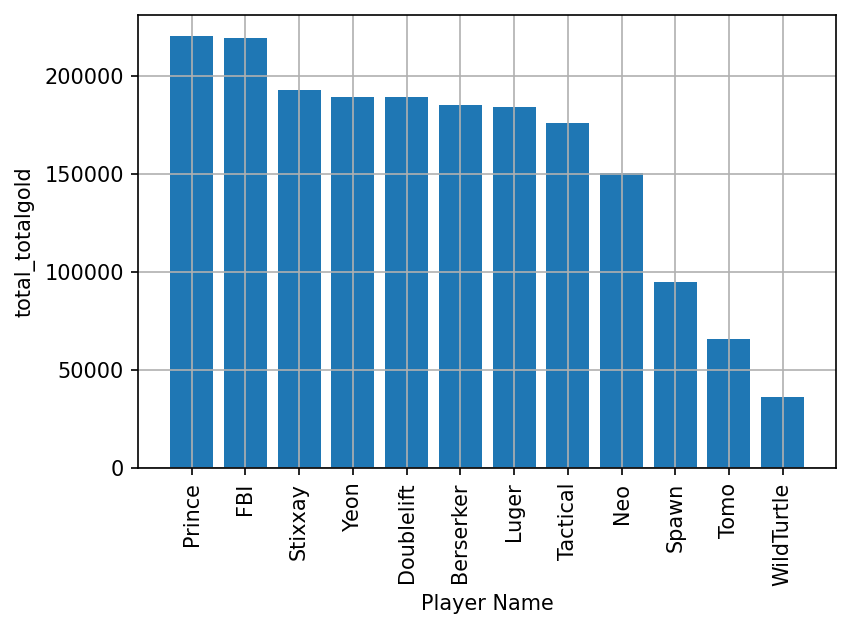 total_totalgold
200000
150000
100000
50000
0
Prince
FBI
Stixxay
Yeon
Doublelift
Berserker
Luger
Tactical
Neo
Spawn
Tomo
WildTurtle
Player Name